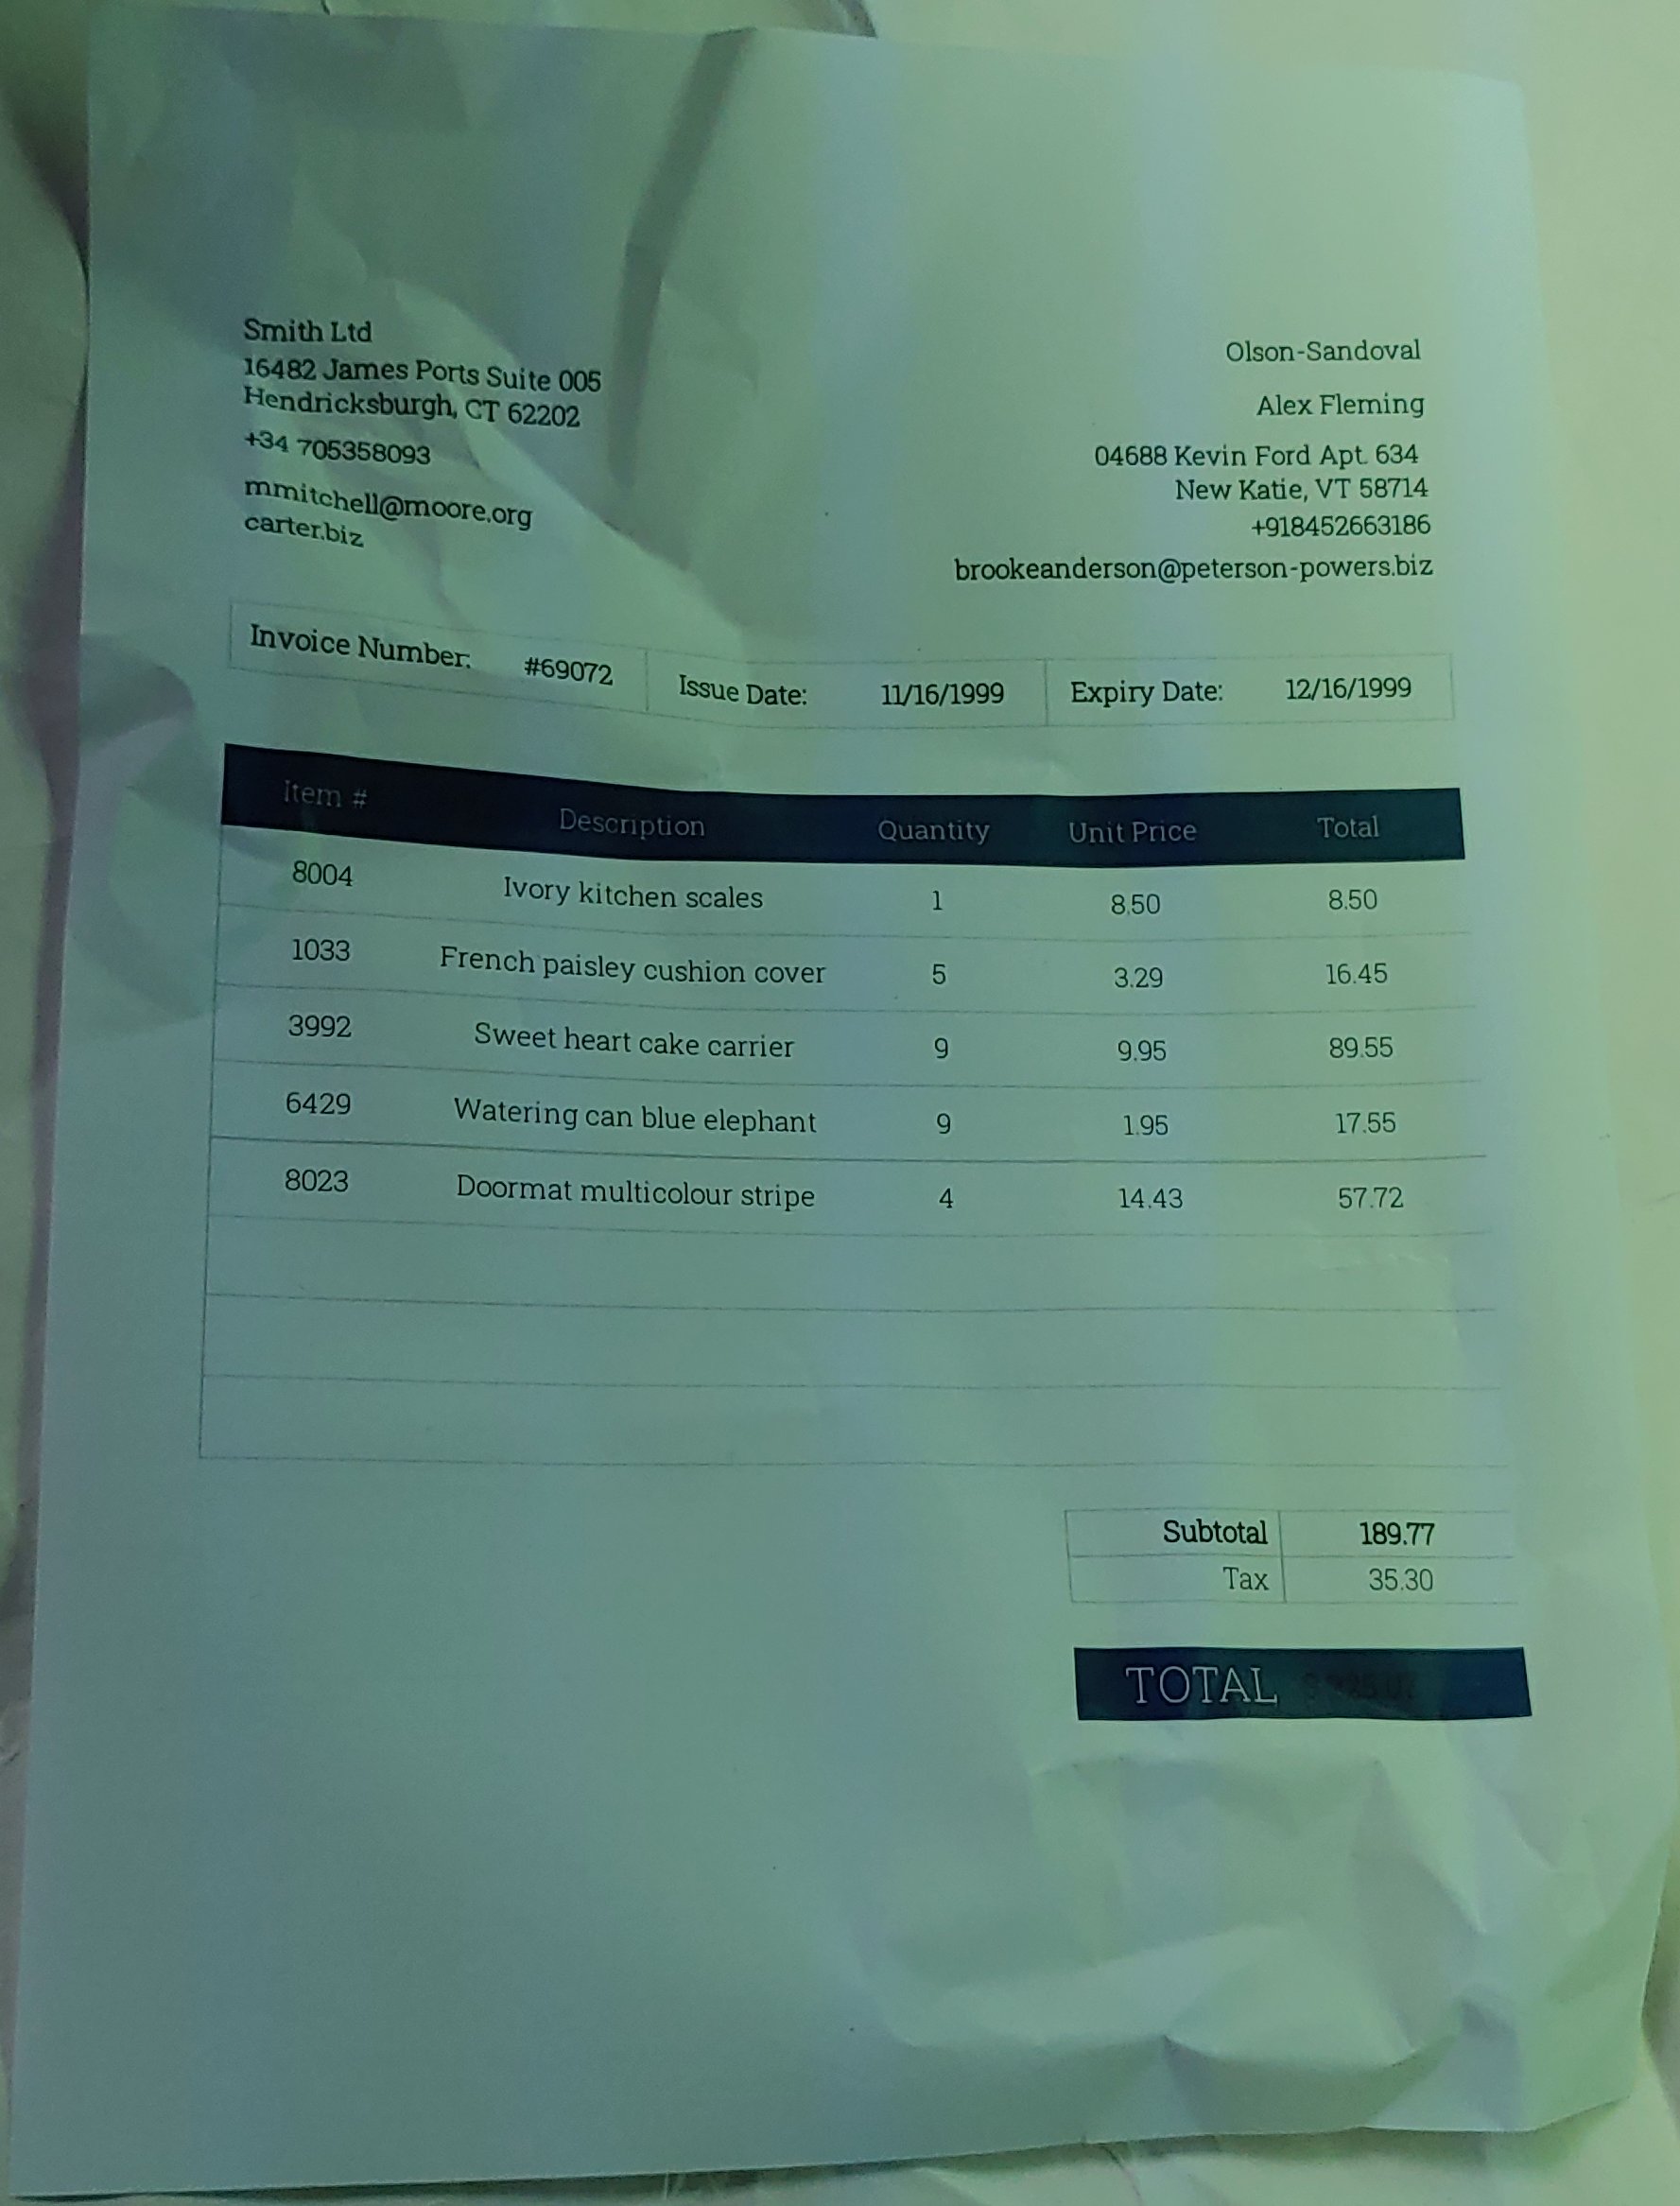 Smith Ltd
16482 James Ports Suite 005
Hendricksburgh, CT 62202
+34 705358093
mmitchell@moore.org
carter.biz
Olson-Sandoval
Alex Fleming
04688 Kevin Ford Apt. 634
New Katie, VT 58714
+918452663186
brookeanderson@peterson-powers.biz
Invoice Number: #69072 Issue Date: 11/16/1999 Expiry Date: 12/16/1999
Item # Description Quantity Unit Price Total
8004 Ivory kitchen scales 1 8.50 8.50
1033 French paisley cushion cover 5 3.29 16.45
3992 Sweet heart cake carrier 9 9.95 89.55
6429 Watering can blue elephant 9 1.95 17.55
8023 Doormat multicolour stripe 4 14.43 57.72
Subtotal 189.77
Tax 35.30
TOTAL